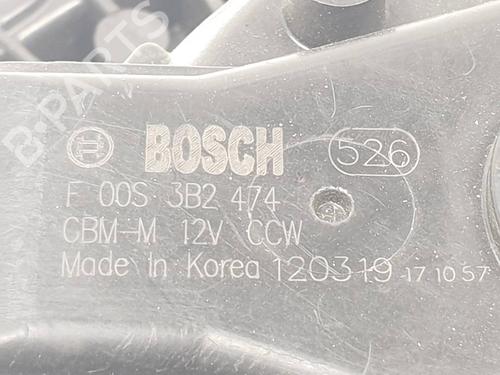 B-PARTS
BOSCH 526
F 00S 3B2 474
CBM-M 12V CCW
Made In Korea 120319 17 10 57